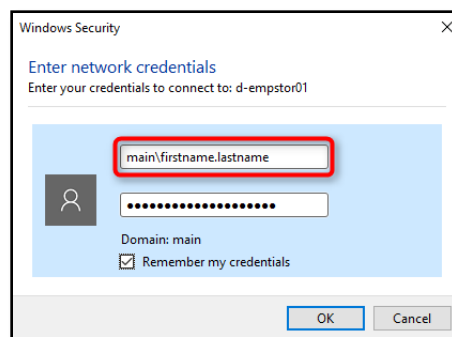 Windows Security
Enter network credentials
Enter your credentials to connect to: d-empstor01
main\firstname.lastname
••••••••••••••••••••
Domain: main
Remember my credentials
OK
Cancel